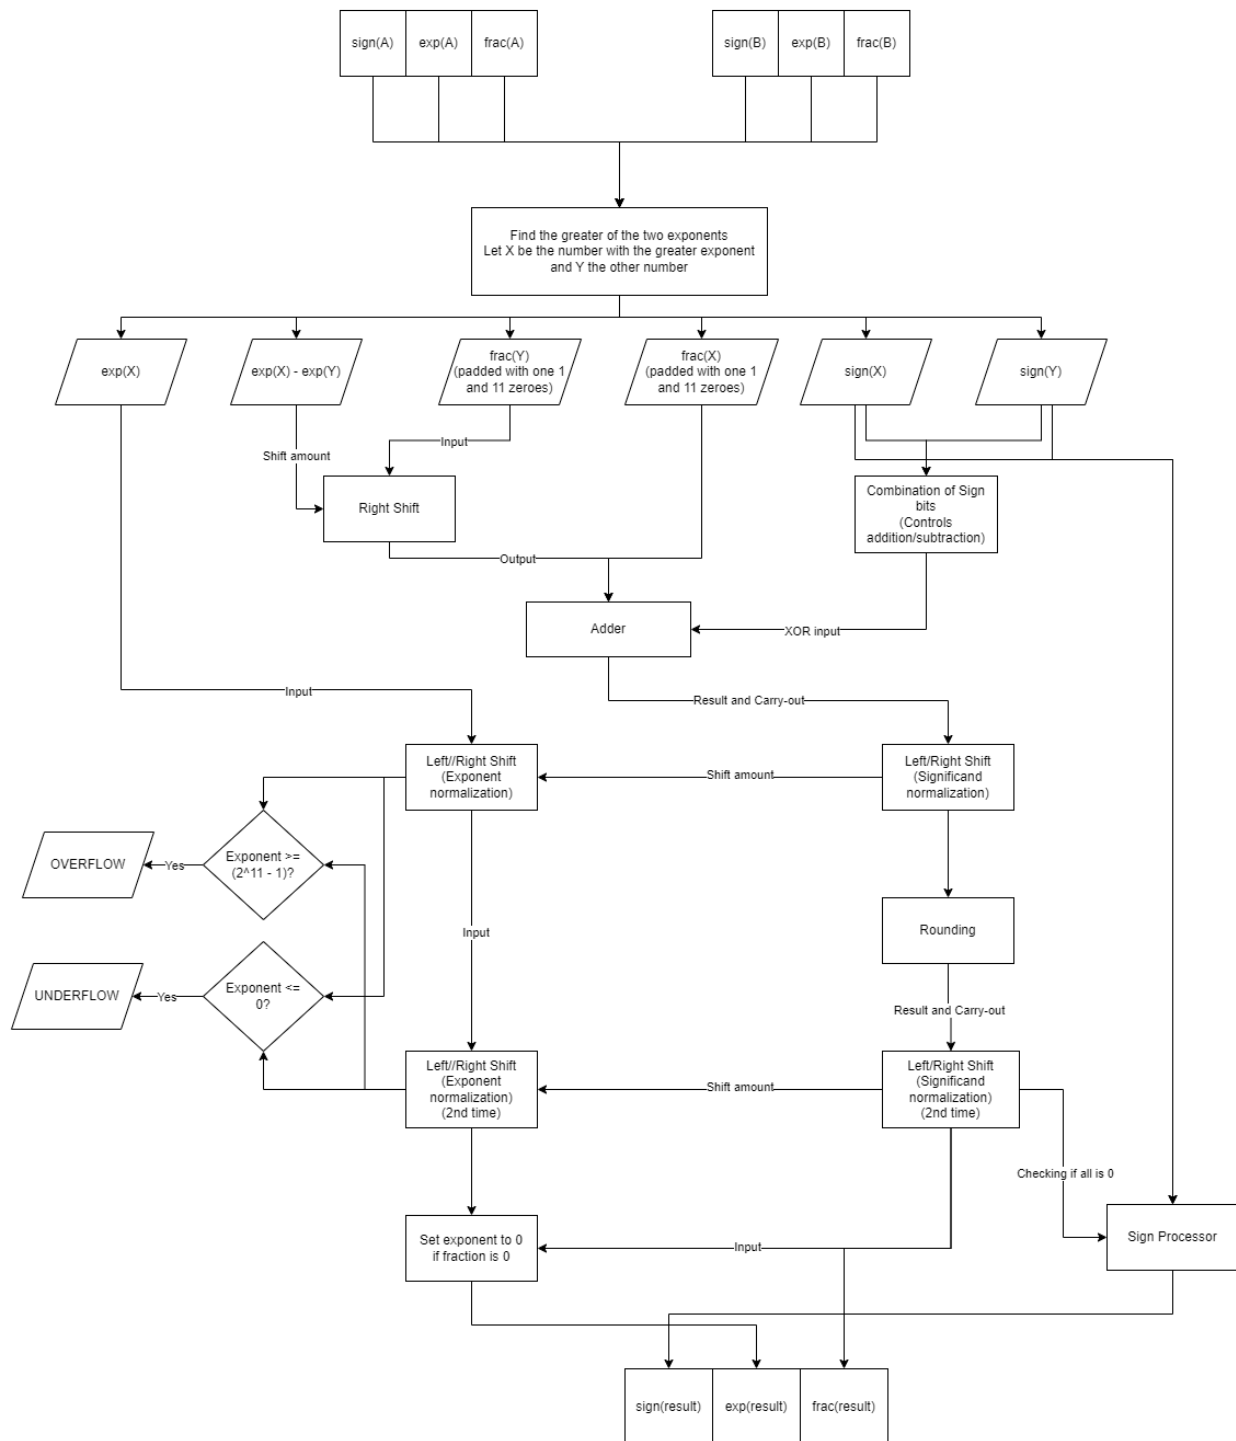 sign(A)
exp(A)
frac(A)
sign(B)
exp(B)
frac(B)
Find the greater of the two exponents
Let X be the number with the greater exponent
and Y the other number
exp(X)
exp(X) - exp(Y)
frac(Y)
(padded with one 1
and 11 zeroes)
frac(X)
(padded with one 1
and 11 zeroes)
sign(X)
sign(Y)
Input
Shift amount
Right Shift
Combination of Sign
bits
(Controls
addition/subtraction)
Output
Adder
XOR input
Input
Result and Carry-out
Left//Right Shift
(Exponent
normalization)
Shift amount
Left/Right Shift
(Significand
normalization)
OVERFLOW
Yes
Exponent >=
(2^11 - 1)?
Input
Rounding
UNDERFLOW
Yes
Exponent <=
0?
Result and Carry-out
Left//Right Shift
(Exponent
normalization)
(2nd time)
Shift amount
Left/Right Shift
(Significand
normalization)
(2nd time)
Checking if all is 0
Set exponent to 0
if fraction is 0
Input
Sign Processor
sign(result)
exp(result)
frac(result)